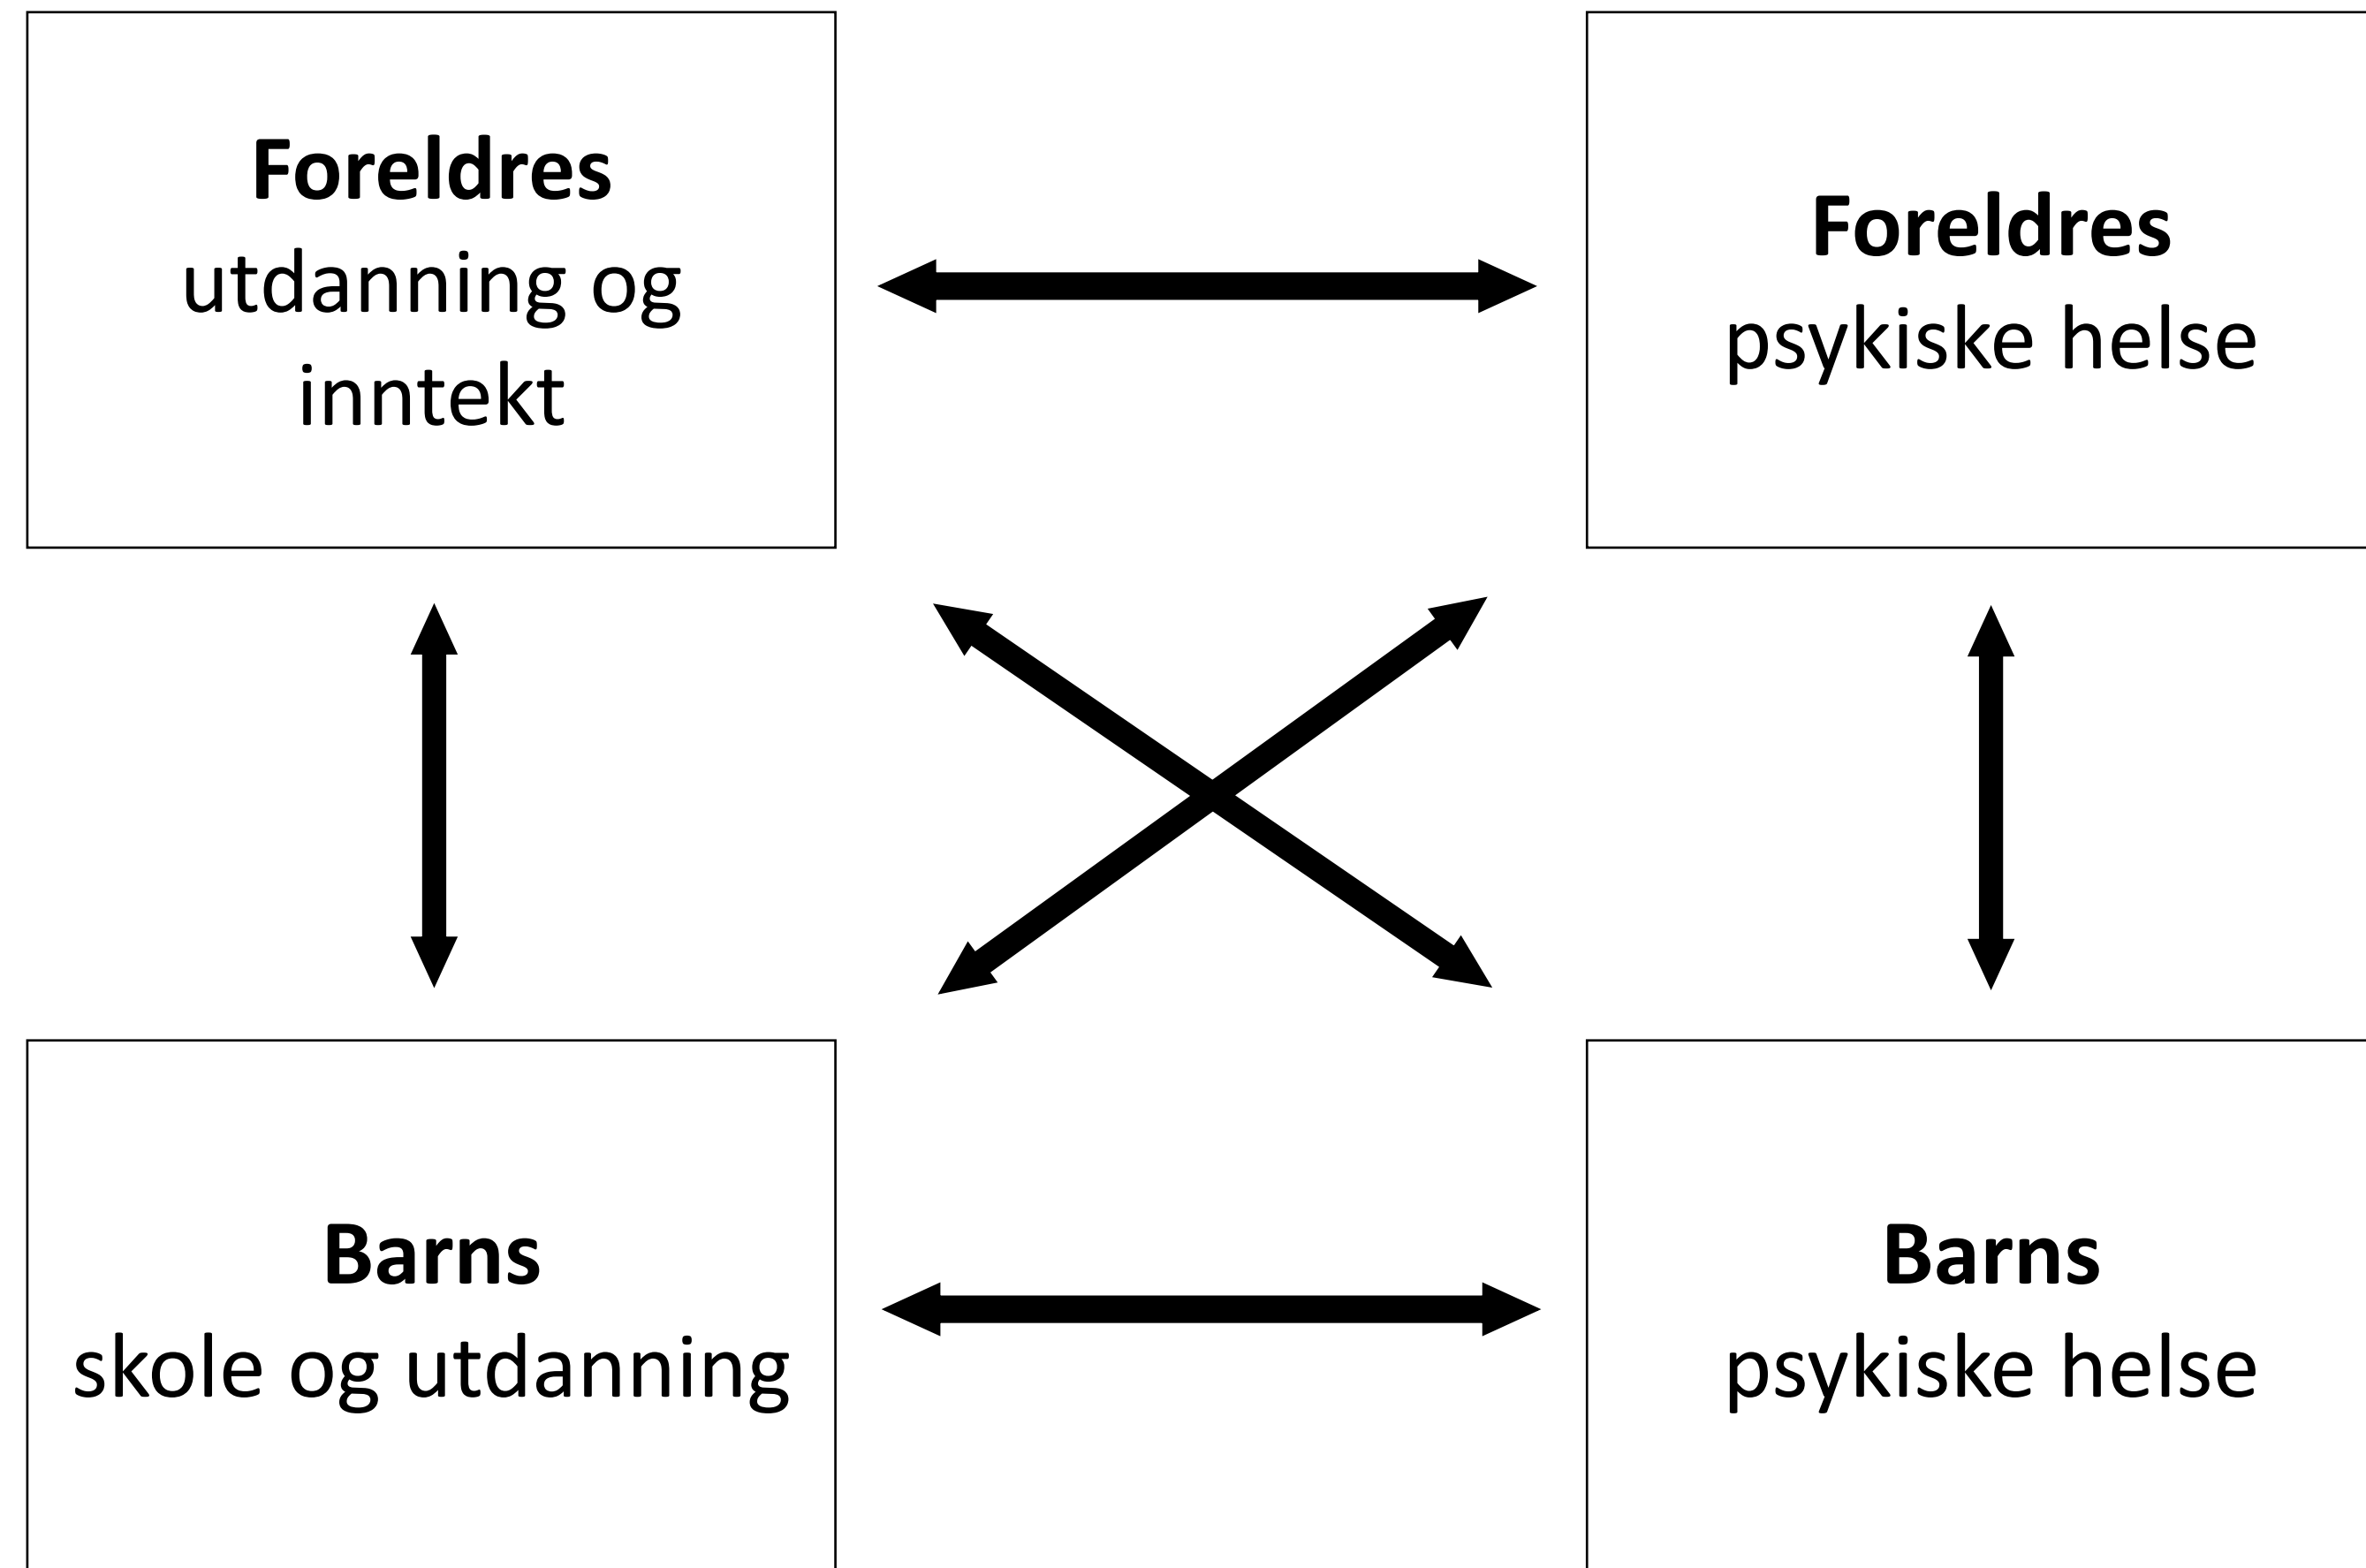 Foreldres
utdanning og
inntekt
Foreldres
psykiske helse
Barns
skole og utdanning
Barns
psykiske helse